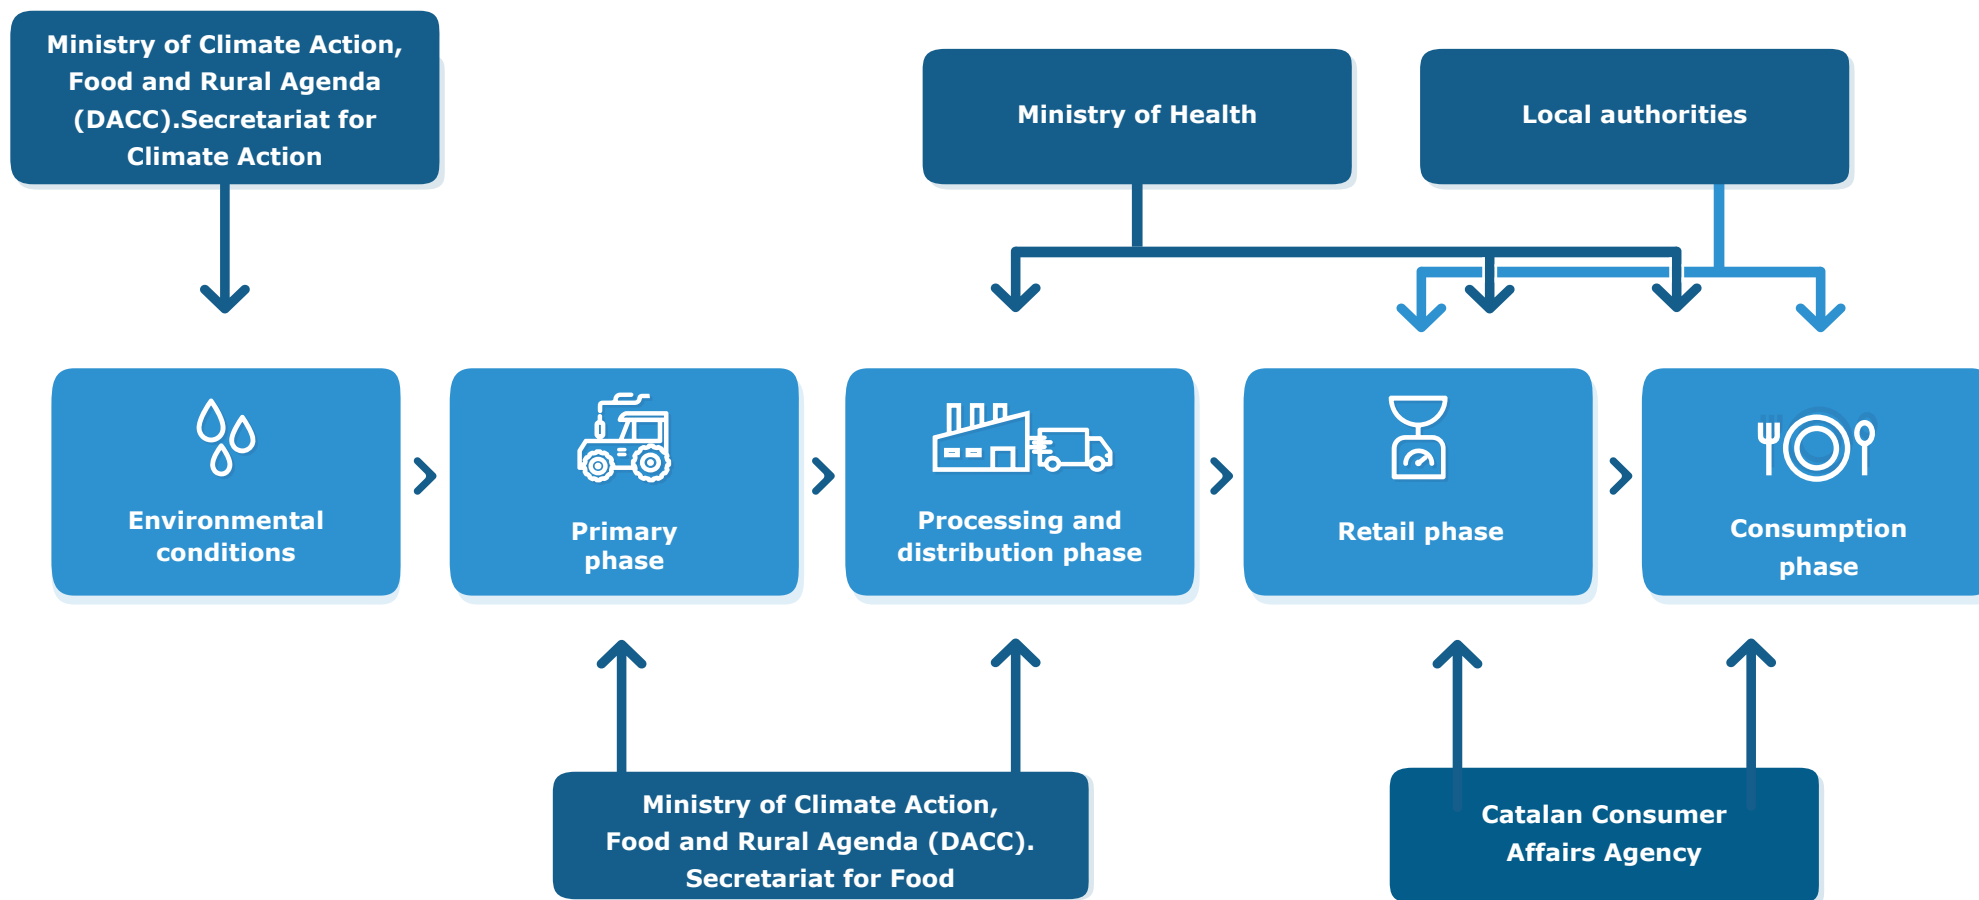 Ministry of Climate Action,
Food and Rural Agenda
(DACC).Secretariat for
Climate Action
Ministry of Health
Local authorities
Environmental
conditions
Primary
phase
Processing and
distribution phase
Retail phase
Consumption
phase
Ministry of Climate Action,
Food and Rural Agenda (DACC).
Secretariat for Food
Catalan Consumer
Affairs Agency